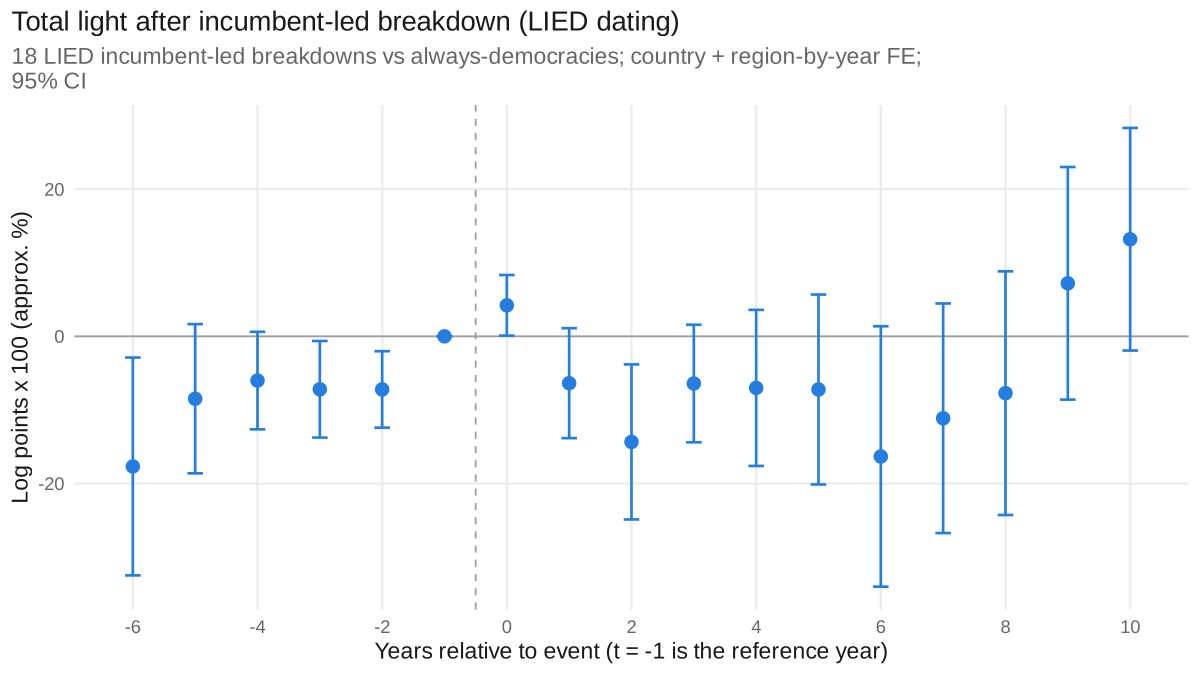 Total light after incumbent-led breakdown (LIED dating)
18 LIED incumbent-led breakdowns vs always-democracies; country + region-by-year FE;
95% CI
Log points x 100 (approx. %)
20
0
-20
-6 -4 -2 0 2 4 6 8 10
Years relative to event (t = -1 is the reference year)